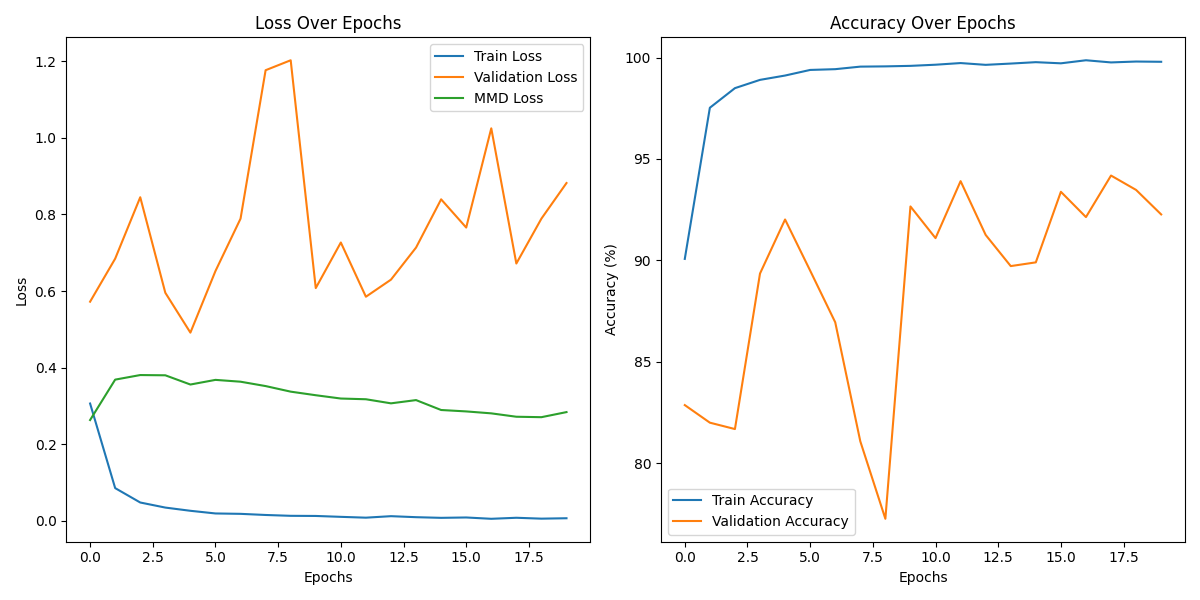 Loss Over Epochs
Train Loss
Validation Loss
MMD Loss
1.2
1.0
0.8
0.6
0.4
0.2
0.0
Loss
0.0 2.5 5.0 7.5 10.0 12.5 15.0 17.5
Epochs
Accuracy Over Epochs
100
95
90
85
80
Accuracy (%)
Train Accuracy
Validation Accuracy
0.0 2.5 5.0 7.5 10.0 12.5 15.0 17.5
Epochs